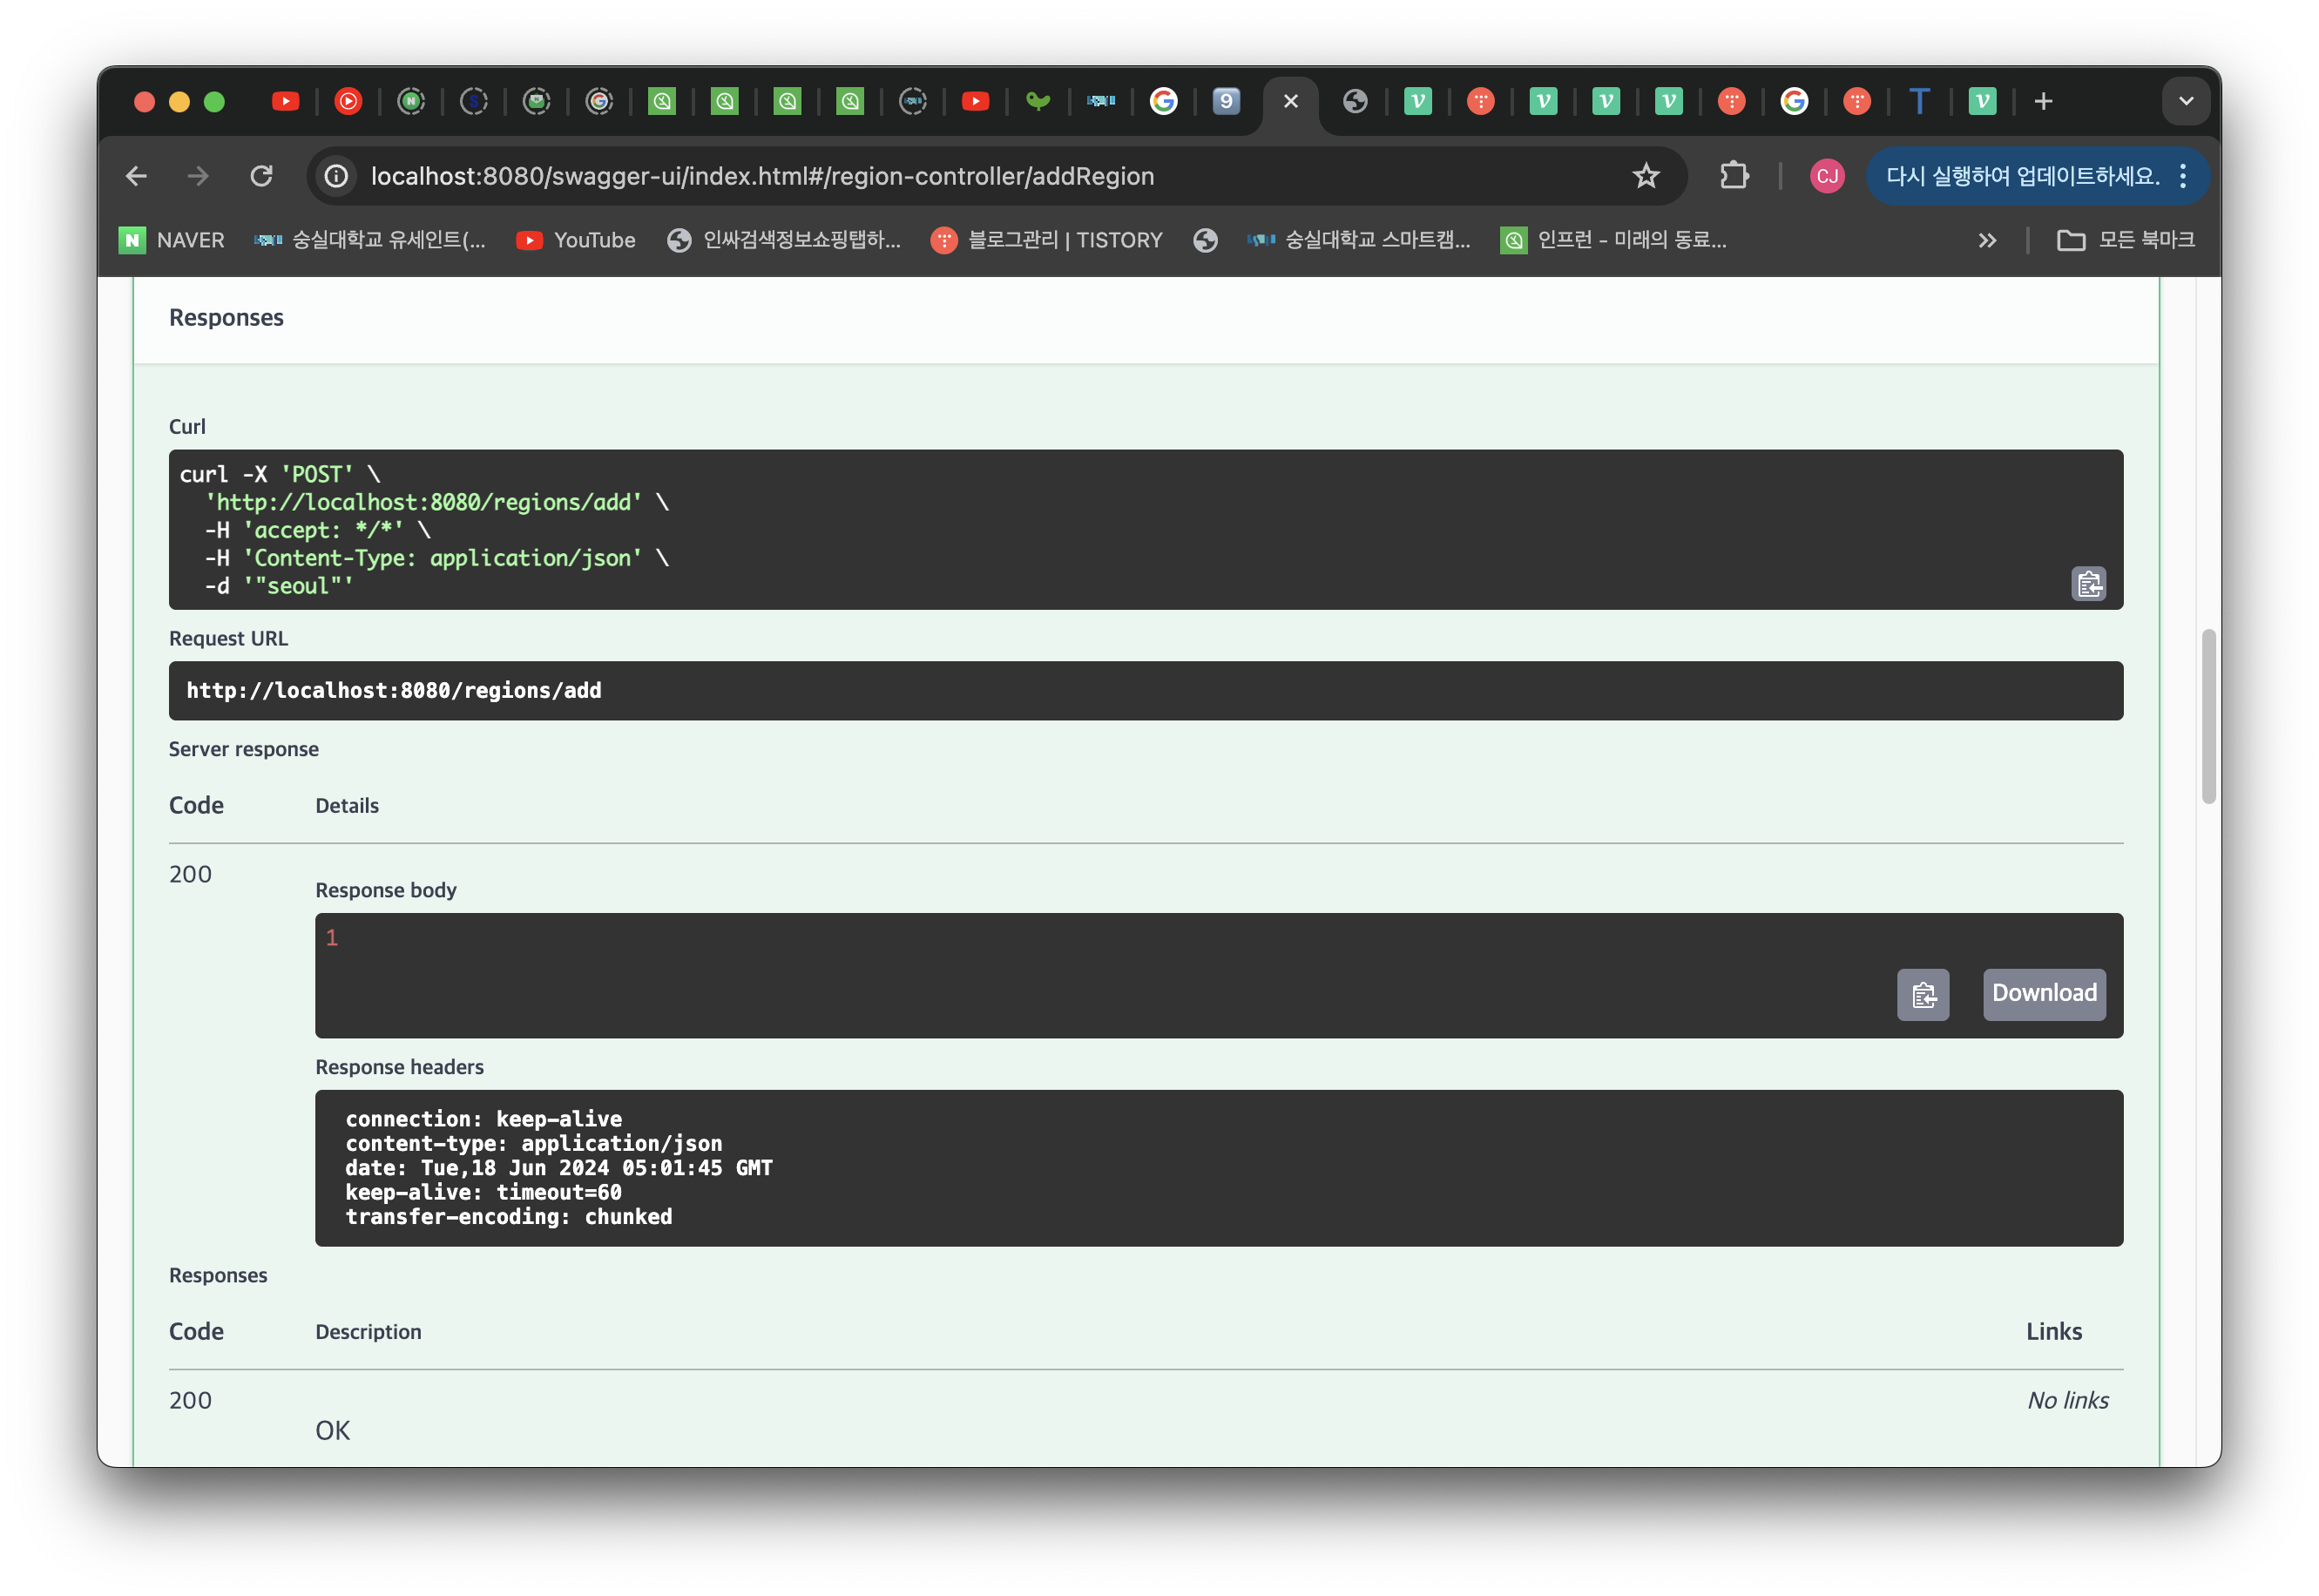 localhost:8080/swagger-ui/index.html#/region-controller/addRegion
CJ
다시 실행하여 업데이트하세요.
NAVER
숭실대학교 유세인트(...
YouTube
인싸검색정보쇼핑탭하...
블로그관리 | TISTORY
숭실대학교 스마트캠...
인프런 - 미래의 동료...
모든 북마크
Responses
Curl
curl -X 'POST' \
'http://localhost:8080/regions/add' \
-H 'accept: */*' \
-H 'Content-Type: application/json' \
-d '"seoul"'
Request URL
http://localhost:8080/regions/add
Server response
Code Details
200
Response body
1
Download
Response headers
connection: keep-alive
content-type: application/json
date: Tue,18 Jun 2024 05:01:45 GMT
keep-alive: timeout=60
transfer-encoding: chunked
Responses
Code Description Links
200 No links
OK